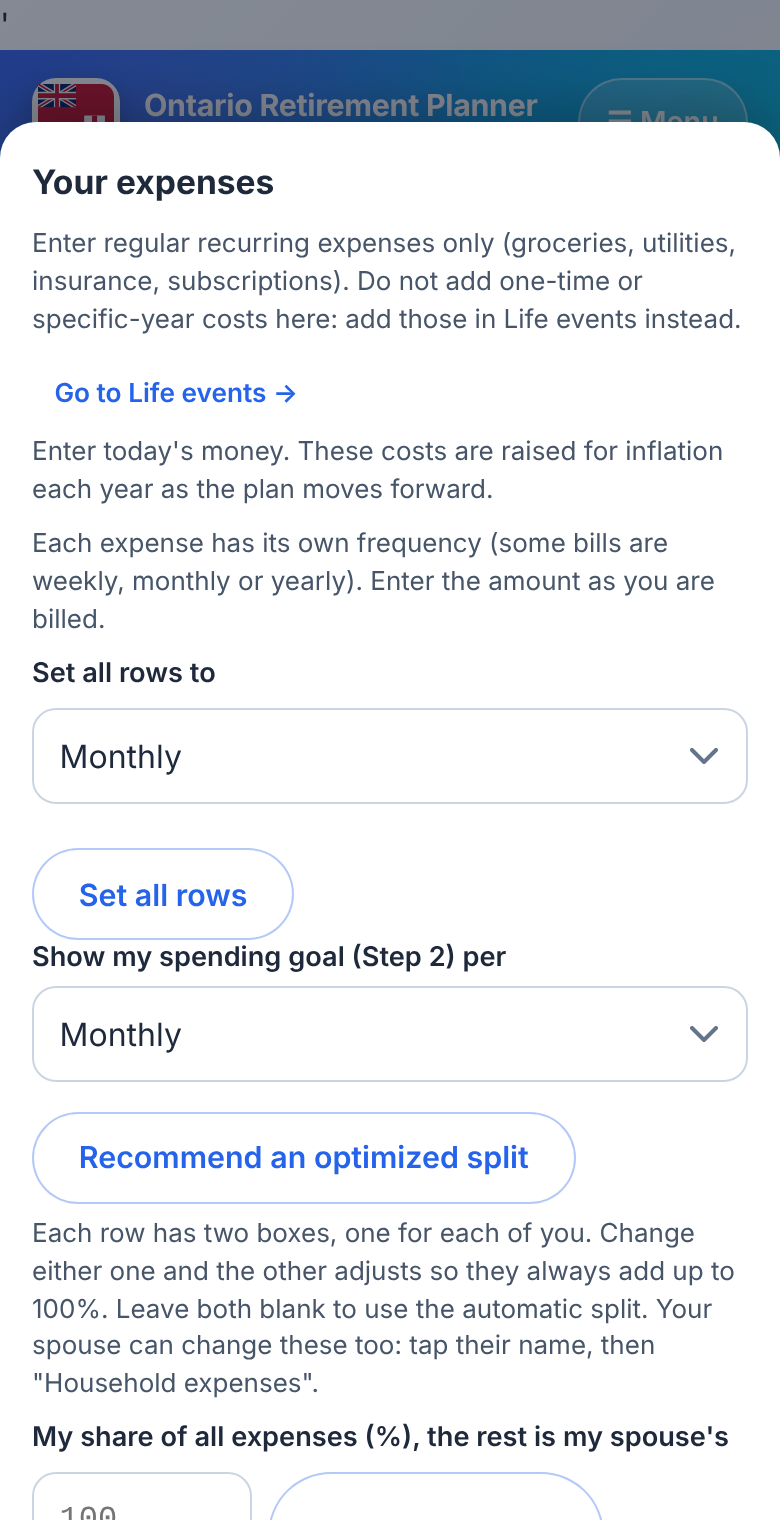 '
Ontario Retirement Planner
☰ Menu
Your expenses
Enter regular recurring expenses only (groceries, utilities,
insurance, subscriptions). Do not add one-time or
specific-year costs here: add those in Life events instead.
Go to Life events →
Enter today's money. These costs are raised for inflation
each year as the plan moves forward.
Each expense has its own frequency (some bills are
weekly, monthly or yearly). Enter the amount as you are
billed.
Set all rows to
Monthly
Set all rows
Show my spending goal (Step 2) per
Monthly
Recommend an optimized split
Each row has two boxes, one for each of you. Change
either one and the other adjusts so they always add up to
100%. Leave both blank to use the automatic split. Your
spouse can change these too: tap their name, then
"Household expenses".
My share of all expenses (%), the rest is my spouse's
100